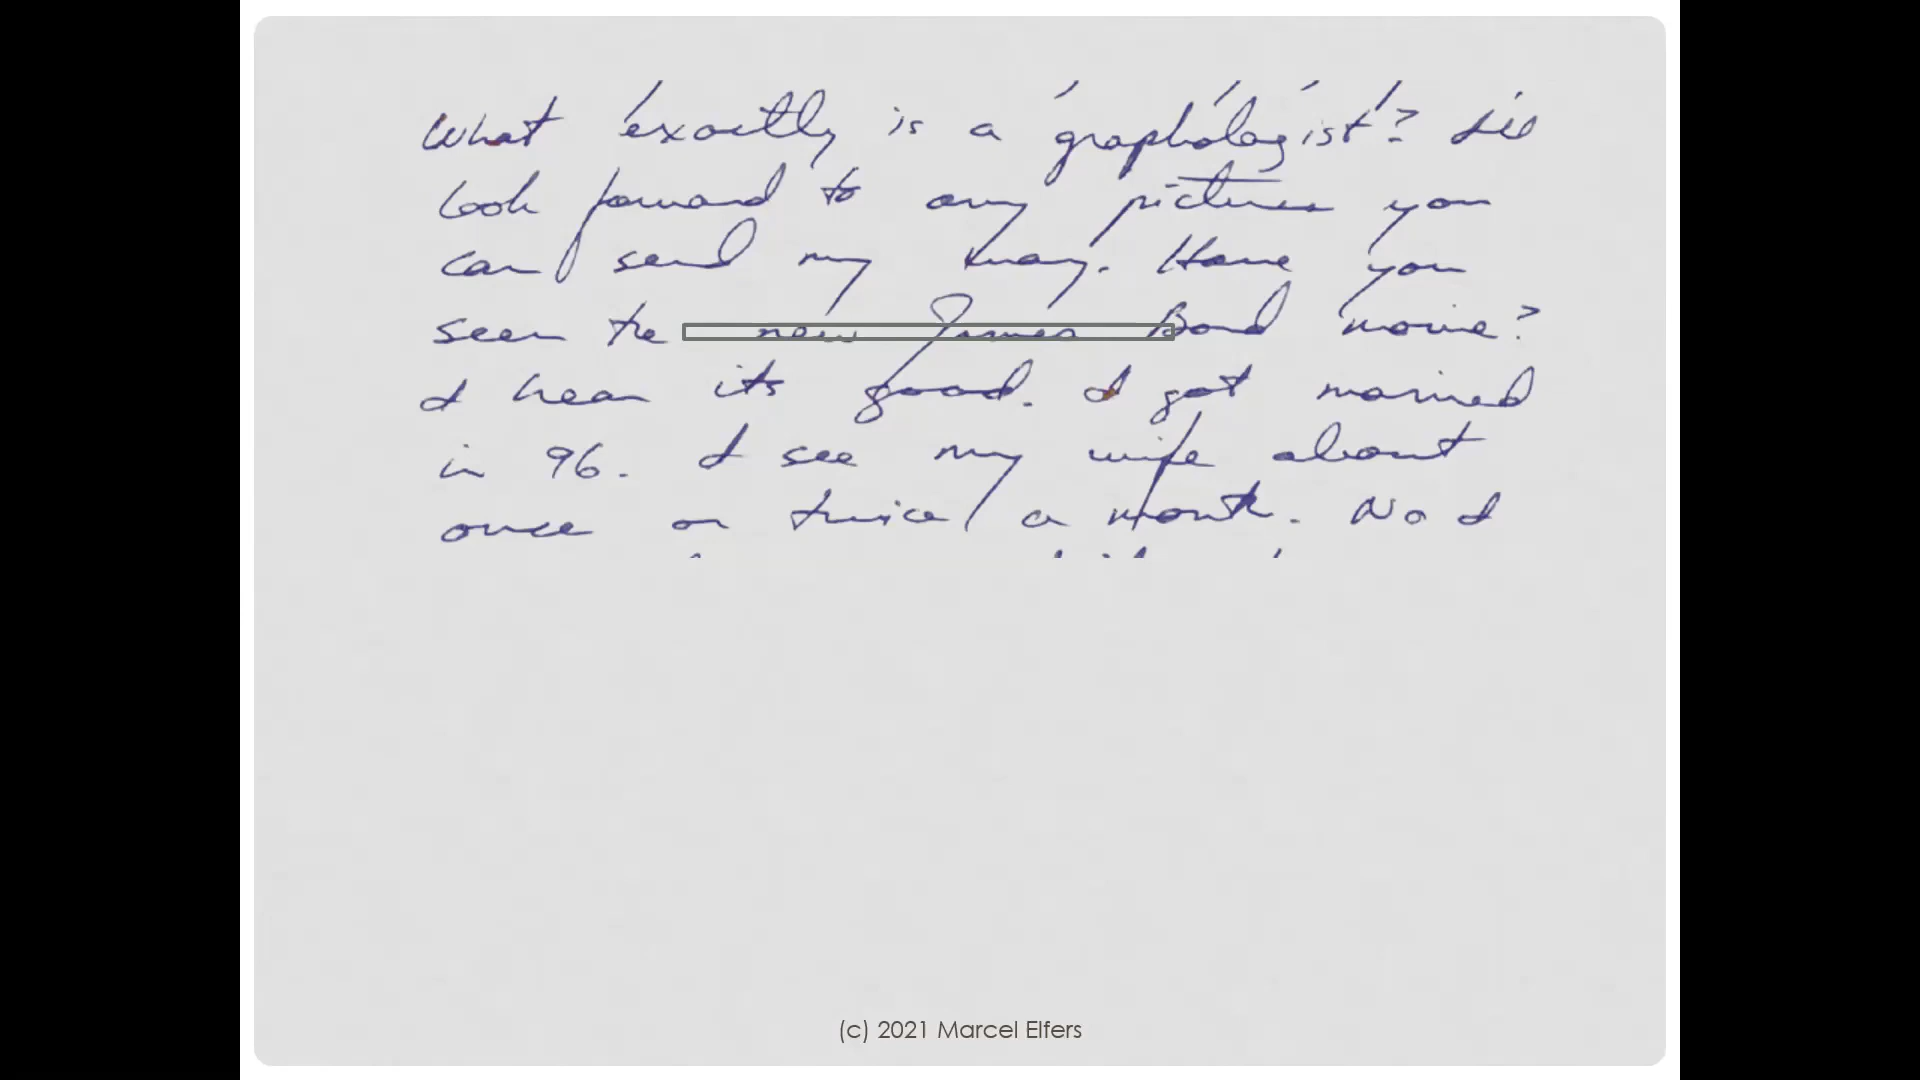 What exactly is a graphologist? I'll
look forward to any pictures you
can send my way. Have you
seen the new James Bond movie?
I hear its good. I got married
in 96. I see my wife about
once or twice a month. No I
(c) 2021 Marcel Elfers